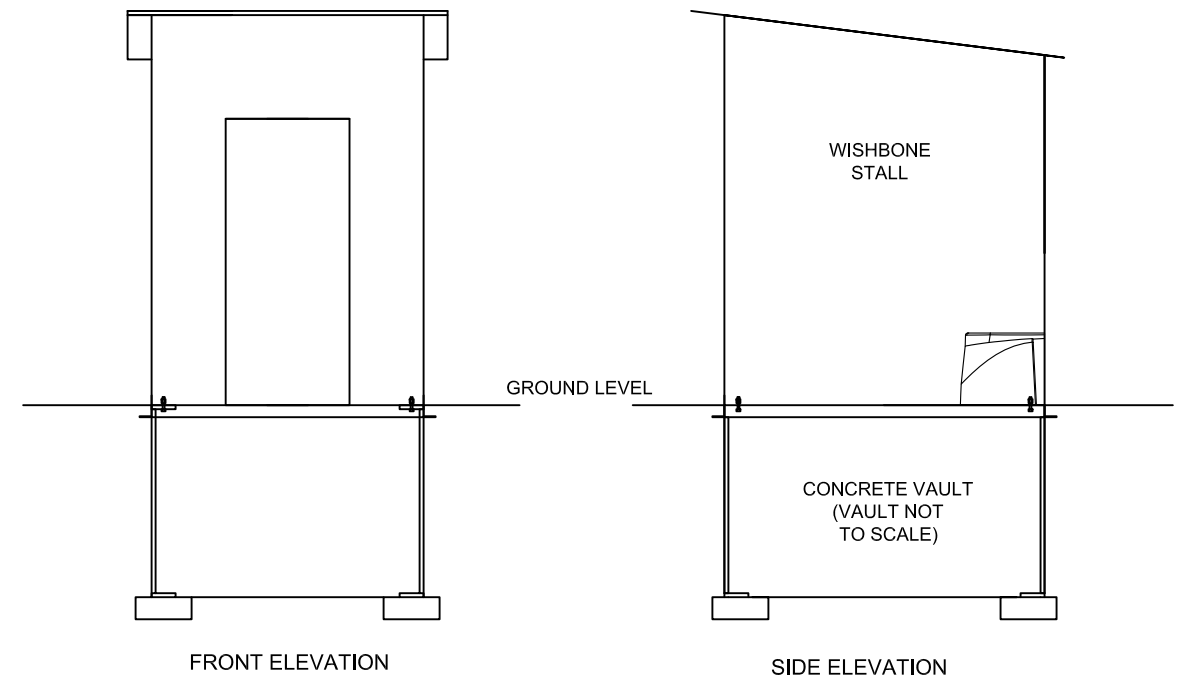 WISHBONE
STALL
GROUND LEVEL
CONCRETE VAULT
(VAULT NOT
TO SCALE)
FRONT ELEVATION
SIDE ELEVATION